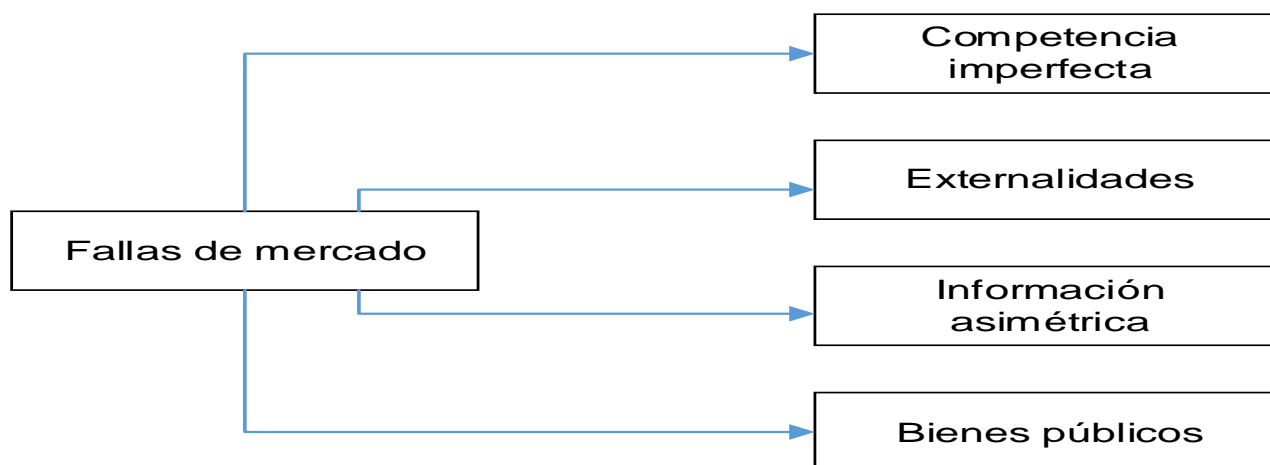 Competencia
imperfecta
Externalidades
Fallas de mercado
Información
asimétrica
Bienes públicos